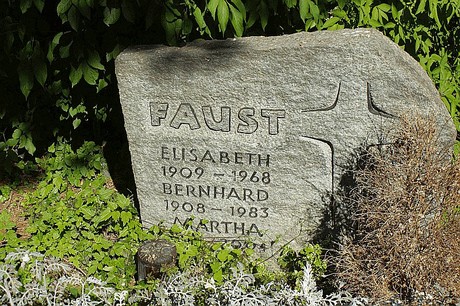 FAUST
ELISABETH
1909 – 1968
BERNHARD
1908 – 1983
MARTHA